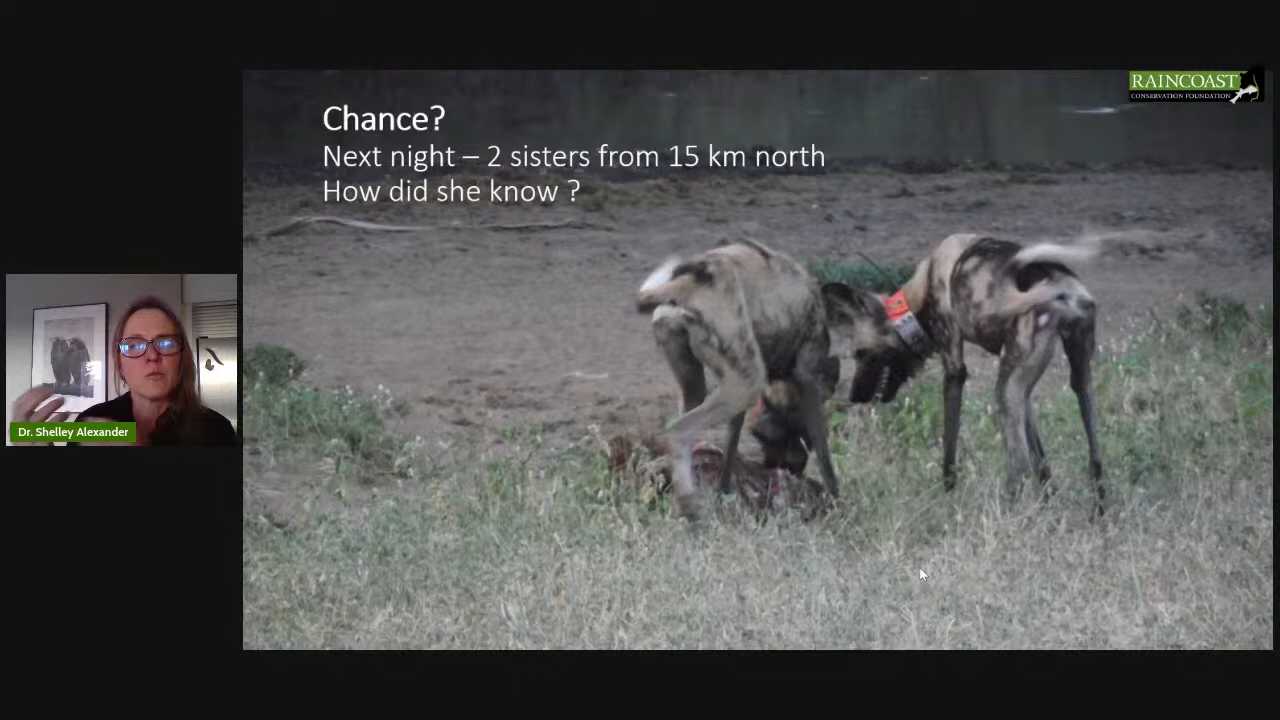 RAINCOAST
CONSERVATION FOUNDATION
Chance?
Next night – 2 sisters from 15 km north
How did she know ?
Dr. Shelley Alexander